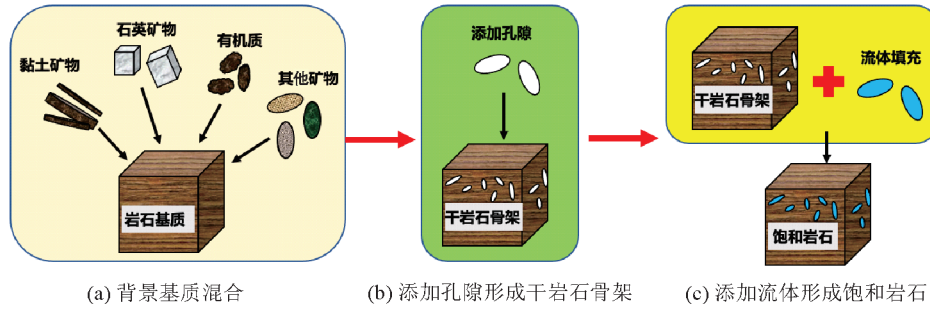 黏土矿物
石英矿物
有机质
其他矿物
岩石基质
添加孔隙
干岩石骨架
干岩石骨架
流体填充
饱和岩石
(a) 背景基质混合
(b) 添加孔隙形成干岩石骨架
(c) 添加流体形成饱和岩石